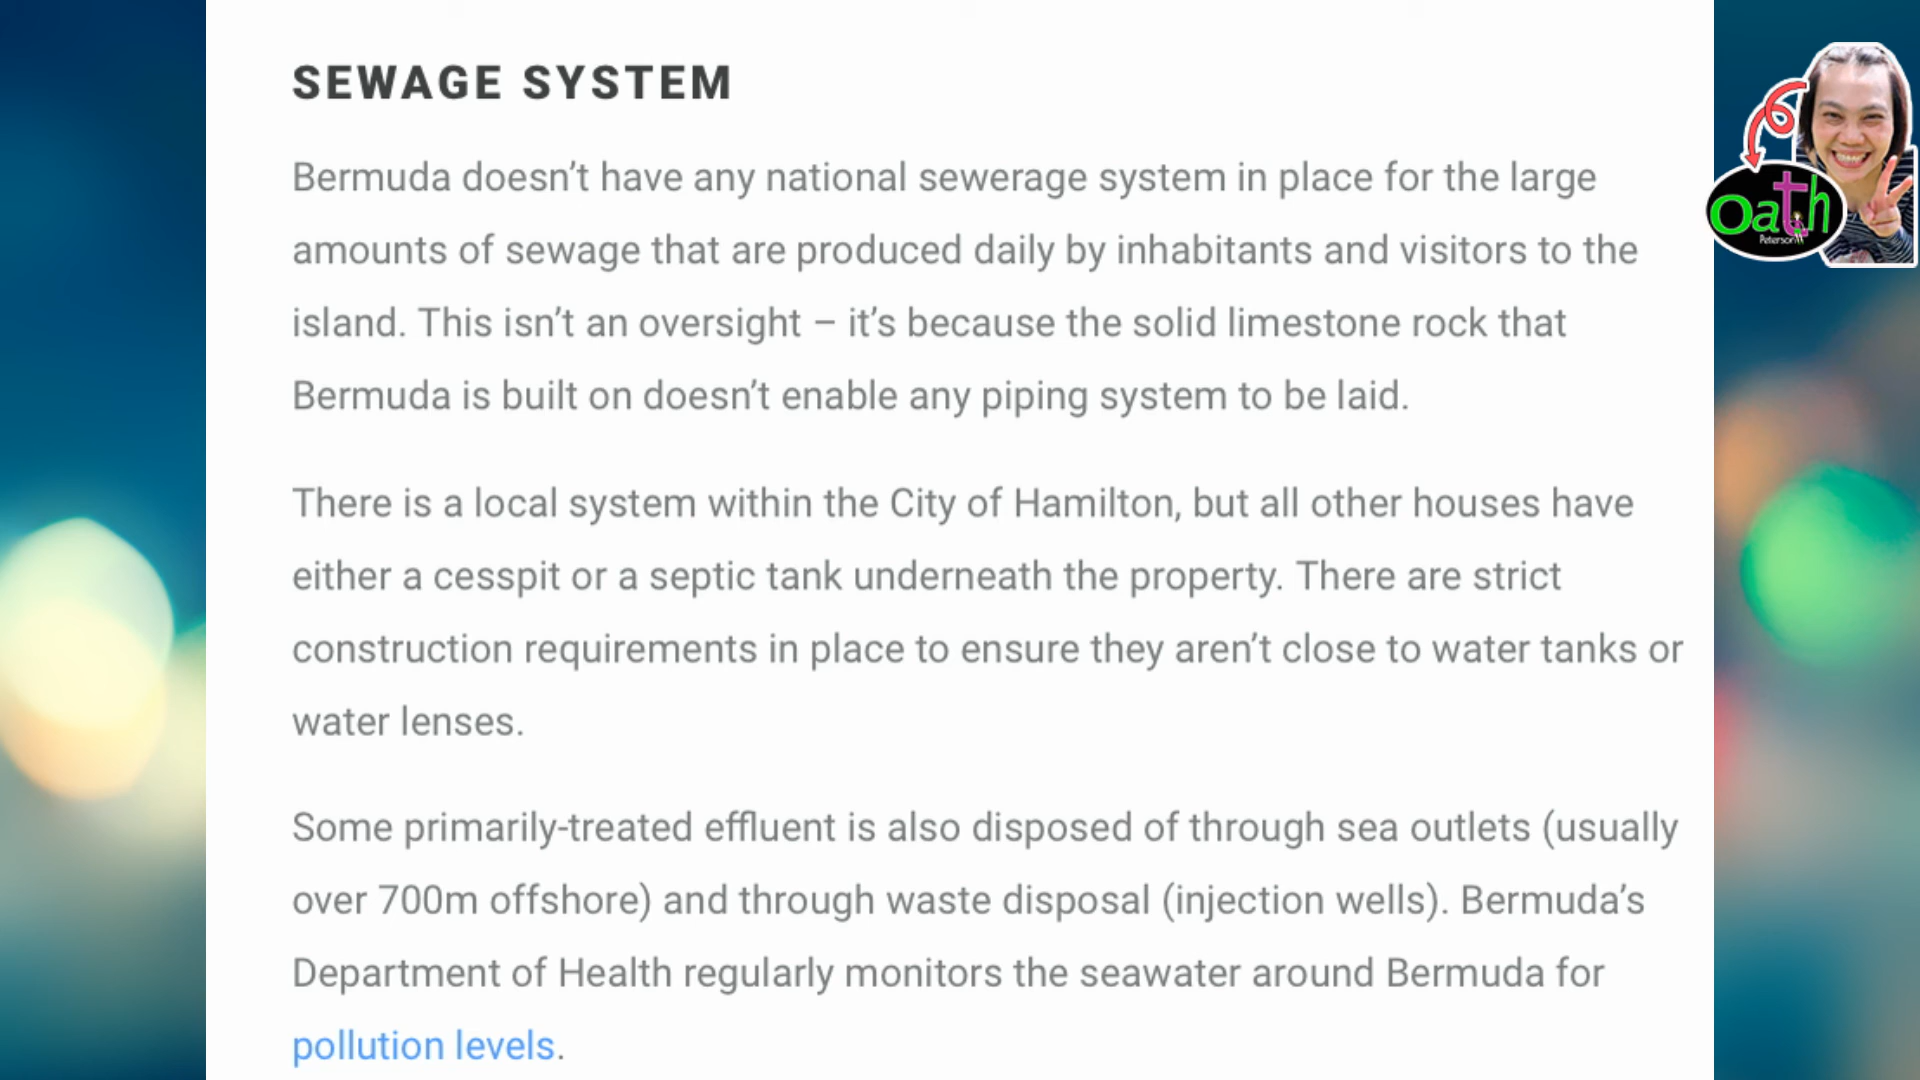 SEWAGE SYSTEM
Bermuda doesn’t have any national sewerage system in place for the large
amounts of sewage that are produced daily by inhabitants and visitors to the
island. This isn’t an oversight – it’s because the solid limestone rock that
Bermuda is built on doesn’t enable any piping system to be laid.
There is a local system within the City of Hamilton, but all other houses have
either a cesspit or a septic tank underneath the property. There are strict
construction requirements in place to ensure they aren’t close to water tanks or
water lenses.
Some primarily-treated effluent is also disposed of through sea outlets (usually
over 700m offshore) and through waste disposal (injection wells). Bermuda’s
Department of Health regularly monitors the seawater around Bermuda for
pollution levels.
Oath
Peterson